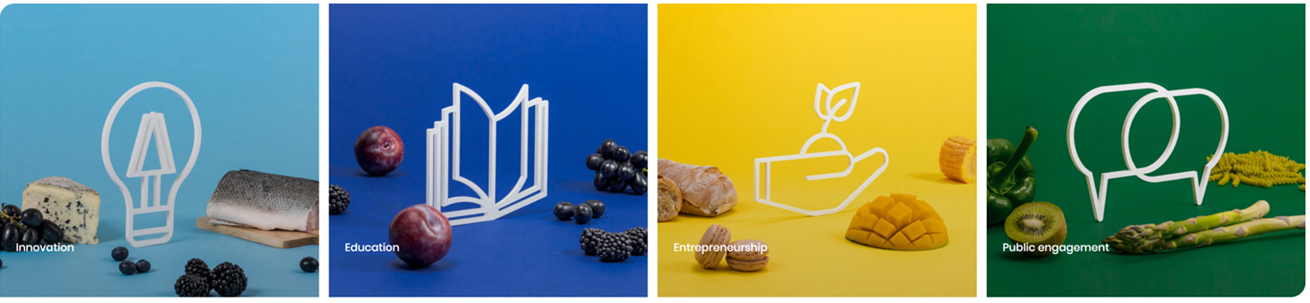 Innovation
Education
Entrepreneurship
Public engagement